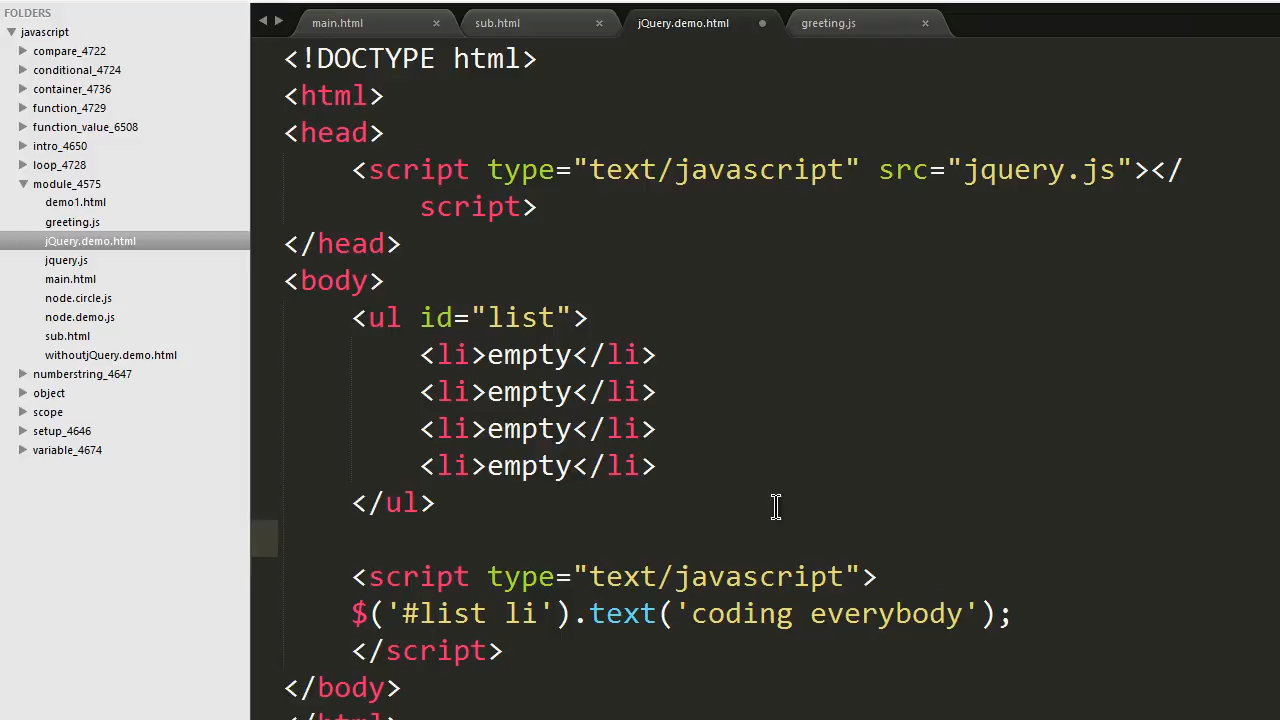 FOLDERS
javascript
compare_4722
conditional_4724
container_4736
function_4729
function_value_6508
intro_4650
loop_4728
module_4575
demo1.html
greeting.js
jQuery.demo.html
jquery.js
main.html
node.circle.js
node.demo.js
sub.html
withoutjQuery.demo.html
numberstring_4647
object
scope
setup_4646
variable_4674
main.html
sub.html
jQuery.demo.html
greeting.js
<!DOCTYPE html>
<html>
<head>
<script type="text/javascript" src="jquery.js"></
script>
</head>
<body>
<ul id="list">
<li>empty</li>
<li>empty</li>
<li>empty</li>
<li>empty</li>
</ul>
<script type="text/javascript">
$('#list li').text('coding everybody');
</script>
</body>
</html>